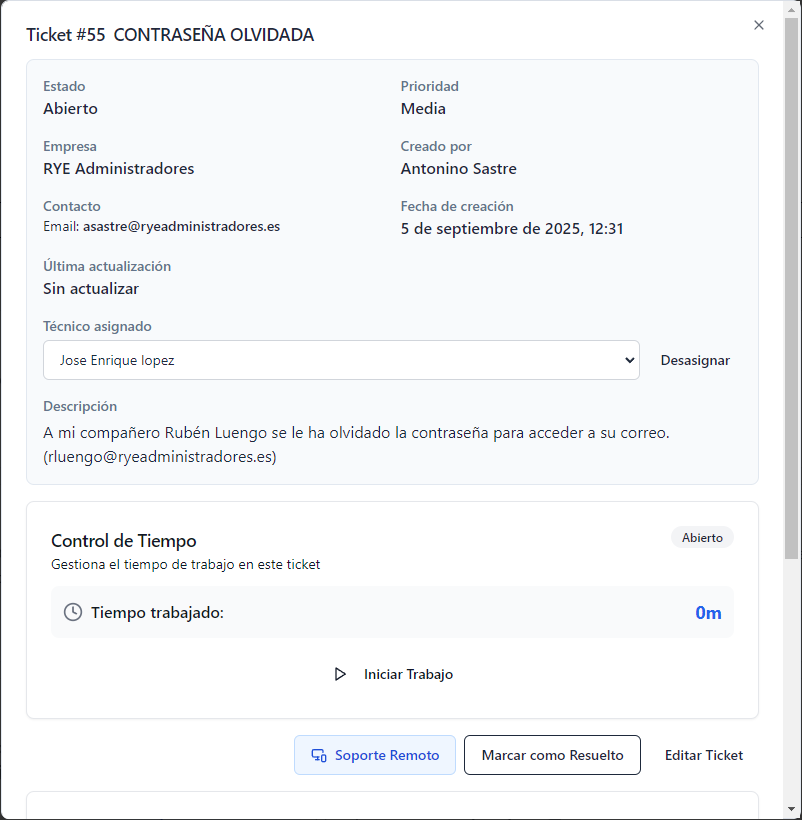 Ticket #55 CONTRASEÑA OLVIDADA
Estado
Abierto
Prioridad
Media
Empresa
RYE Administradores
Creado por
Antonino Sastre
Contacto
Email: asastre@ryeadministradores.es
Fecha de creación
5 de septiembre de 2025, 12:31
Última actualización
Sin actualizar
Técnico asignado
Jose Enrique lopez
Desasignar
Descripción
A mi compañero Rubén Luengo se le ha olvidado la contraseña para acceder a su correo.
(rluengo@ryeadministradores.es)
Control de Tiempo
Abierto
Gestiona el tiempo de trabajo en este ticket
Tiempo trabajado:
0m
Iniciar Trabajo
Soporte Remoto
Marcar como Resuelto
Editar Ticket